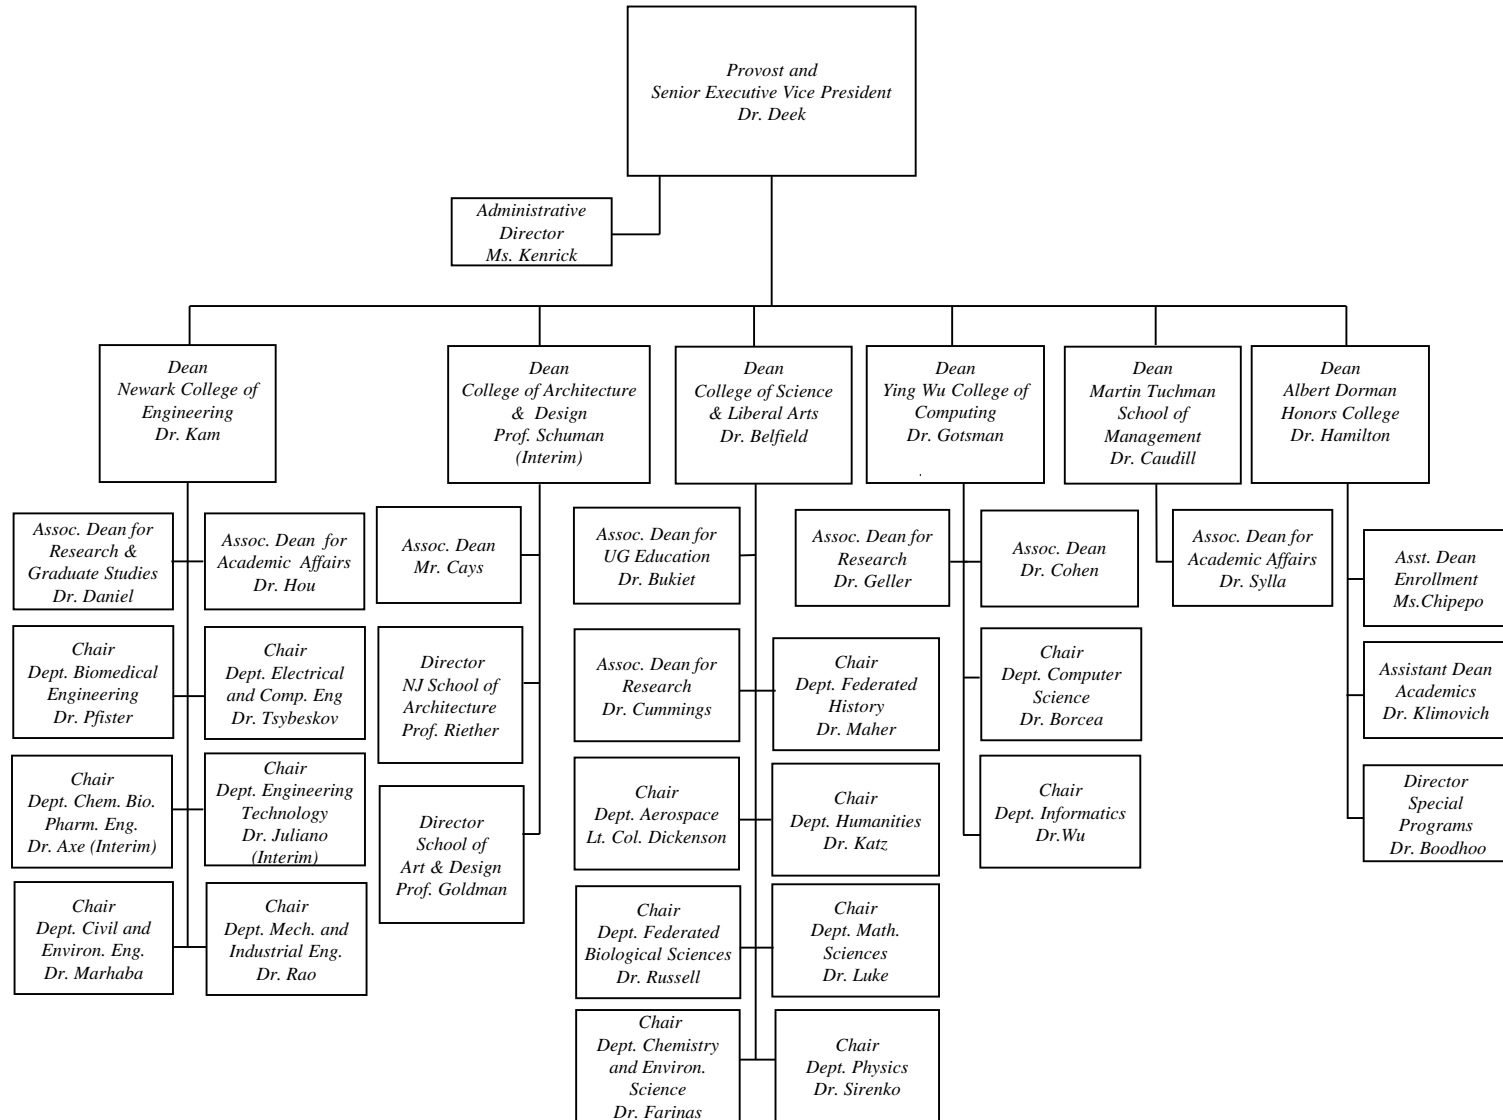 Provost and
Senior Executive Vice President
Dr. Deek
Administrative
Director
Ms. Kenrick
Dean
Newark College of
Engineering
Dr. Kam
Dean
College of Architecture
& Design
Prof. Schuman
(Interim)
Dean
College of Science
& Liberal Arts
Dr. Belfield
Dean
Ying Wu College of
Computing
Dr. Gotsman
.
Dean
Martin Tuchman
School of
Management
Dr. Caudill
Dean
Albert Dorman
Honors College
Dr. Hamilton
Assoc. Dean for
Research &
Graduate Studies
Dr. Daniel
Assoc. Dean for
Academic Affairs
Dr. Hou
Chair
Dept. Biomedical
Engineering
Dr. Pfister
Chair
Dept. Electrical
and Comp. Eng
Dr. Tsybeskov
Chair
Dept. Chem. Bio.
Pharm. Eng.
Dr. Axe (Interim)
Chair
Dept. Engineering
Technology
Dr. Juliano
(Interim)
Chair
Dept. Civil and
Environ. Eng.
Dr. Marhaba
Chair
Dept. Mech. and
Industrial Eng.
Dr. Rao
Assoc. Dean
Mr. Cays
Director
NJ School of
Architecture
Prof. Riether
Director
School of
Art & Design
Prof. Goldman
Assoc. Dean for
UG Education
Dr. Bukiet
Assoc. Dean for
Research
Dr. Cummings
Chair
Dept. Federated
History
Dr. Maher
Chair
Dept. Aerospace
Lt. Col. Dickenson
Chair
Dept. Humanities
Dr. Katz
Chair
Dept. Federated
Biological Sciences
Dr. Russell
Chair
Dept. Math.
Sciences
Dr. Luke
Chair
Dept. Chemistry
and Environ.
Science
Dr. Farinas
Chair
Dept. Physics
Dr. Sirenko
Assoc. Dean for
Research
Dr. Geller
Assoc. Dean
Dr. Cohen
Chair
Dept. Computer
Science
Dr. Borcea
Chair
Dept. Informatics
Dr.Wu
Assoc. Dean for
Academic Affairs
Dr. Sylla
Asst. Dean
Enrollment
Ms.Chipepo
Assistant Dean
Academics
Dr. Klimovich
Director
Special
Programs
Dr. Boodhoo